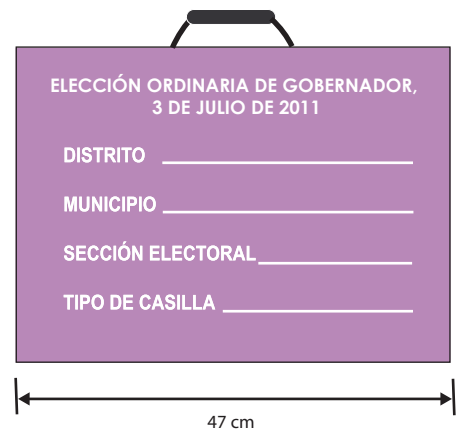 ELECCIÓN ORDINARIA DE GOBERNADOR,
3 DE JULIO DE 2011
DISTRITO
MUNICIPIO
SECCIÓN ELECTORAL
TIPO DE CASILLA
47 cm